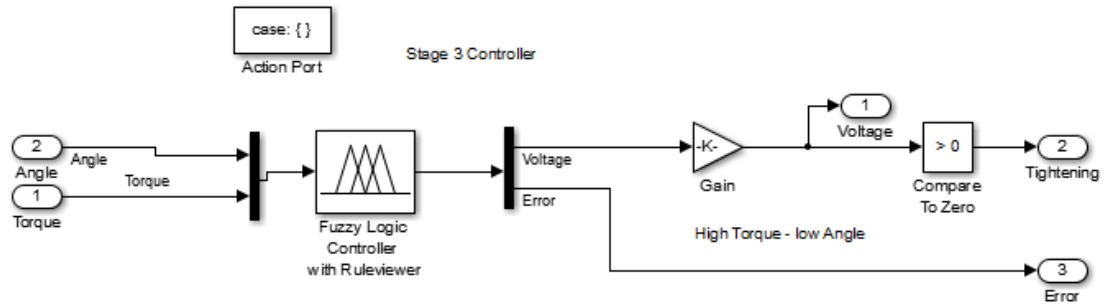 case: { }
Action Port
Stage 3 Controller
2
Angle
Angle
Torque
1
Torque
Fuzzy Logic
Controller
with Ruleviewer
Voltage
Error
-K-
Gain
1
Voltage
> 0
Compare
To Zero
2
Tightening
High Torque - low Angle
3
Error